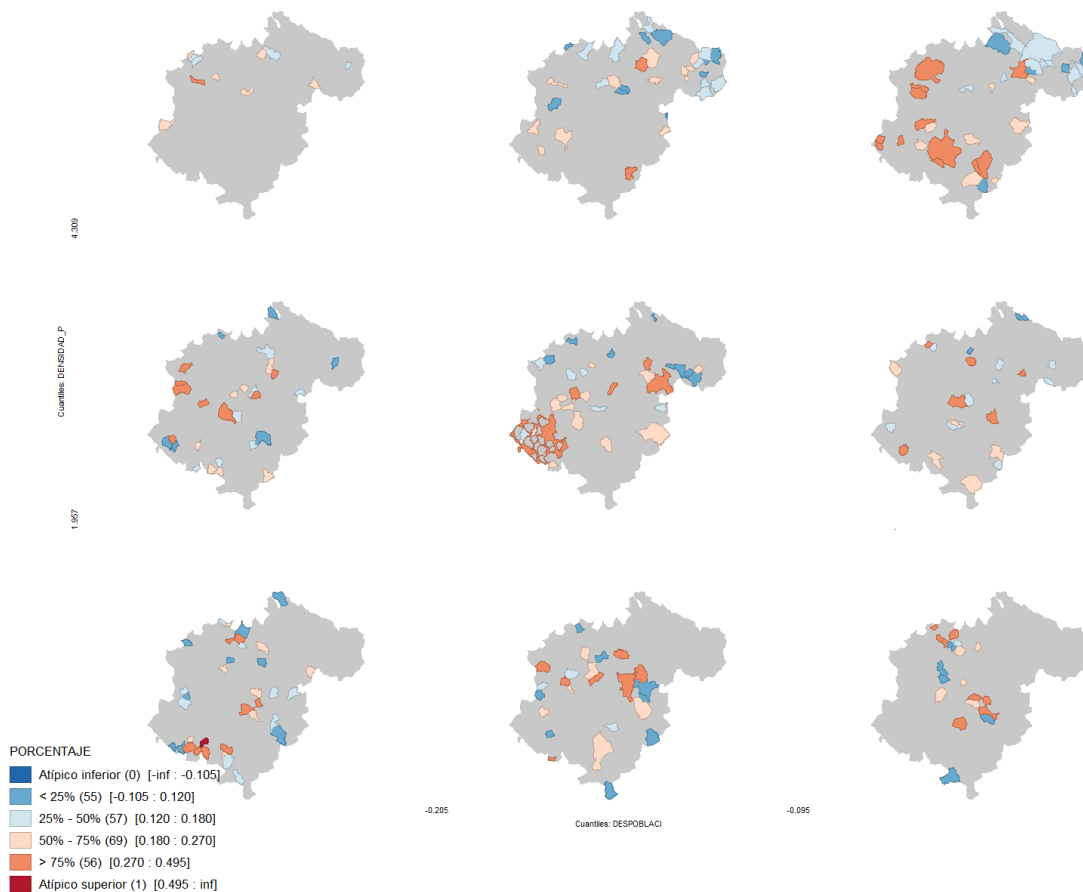 4.309
Cuantiles: DENSIDAD_P
1.957
PORCENTAJE
Atípico inferior (0) [-inf : -0.105]
< 25% (55) [-0.105 : 0.120]
25% - 50% (57) [0.120 : 0.180]
50% - 75% (69) [0.180 : 0.270]
> 75% (56) [0.270 : 0.495]
Atípico superior (1) [0.495 : inf]
-0.205
-0.095
Cuantiles: DESPOBLACI